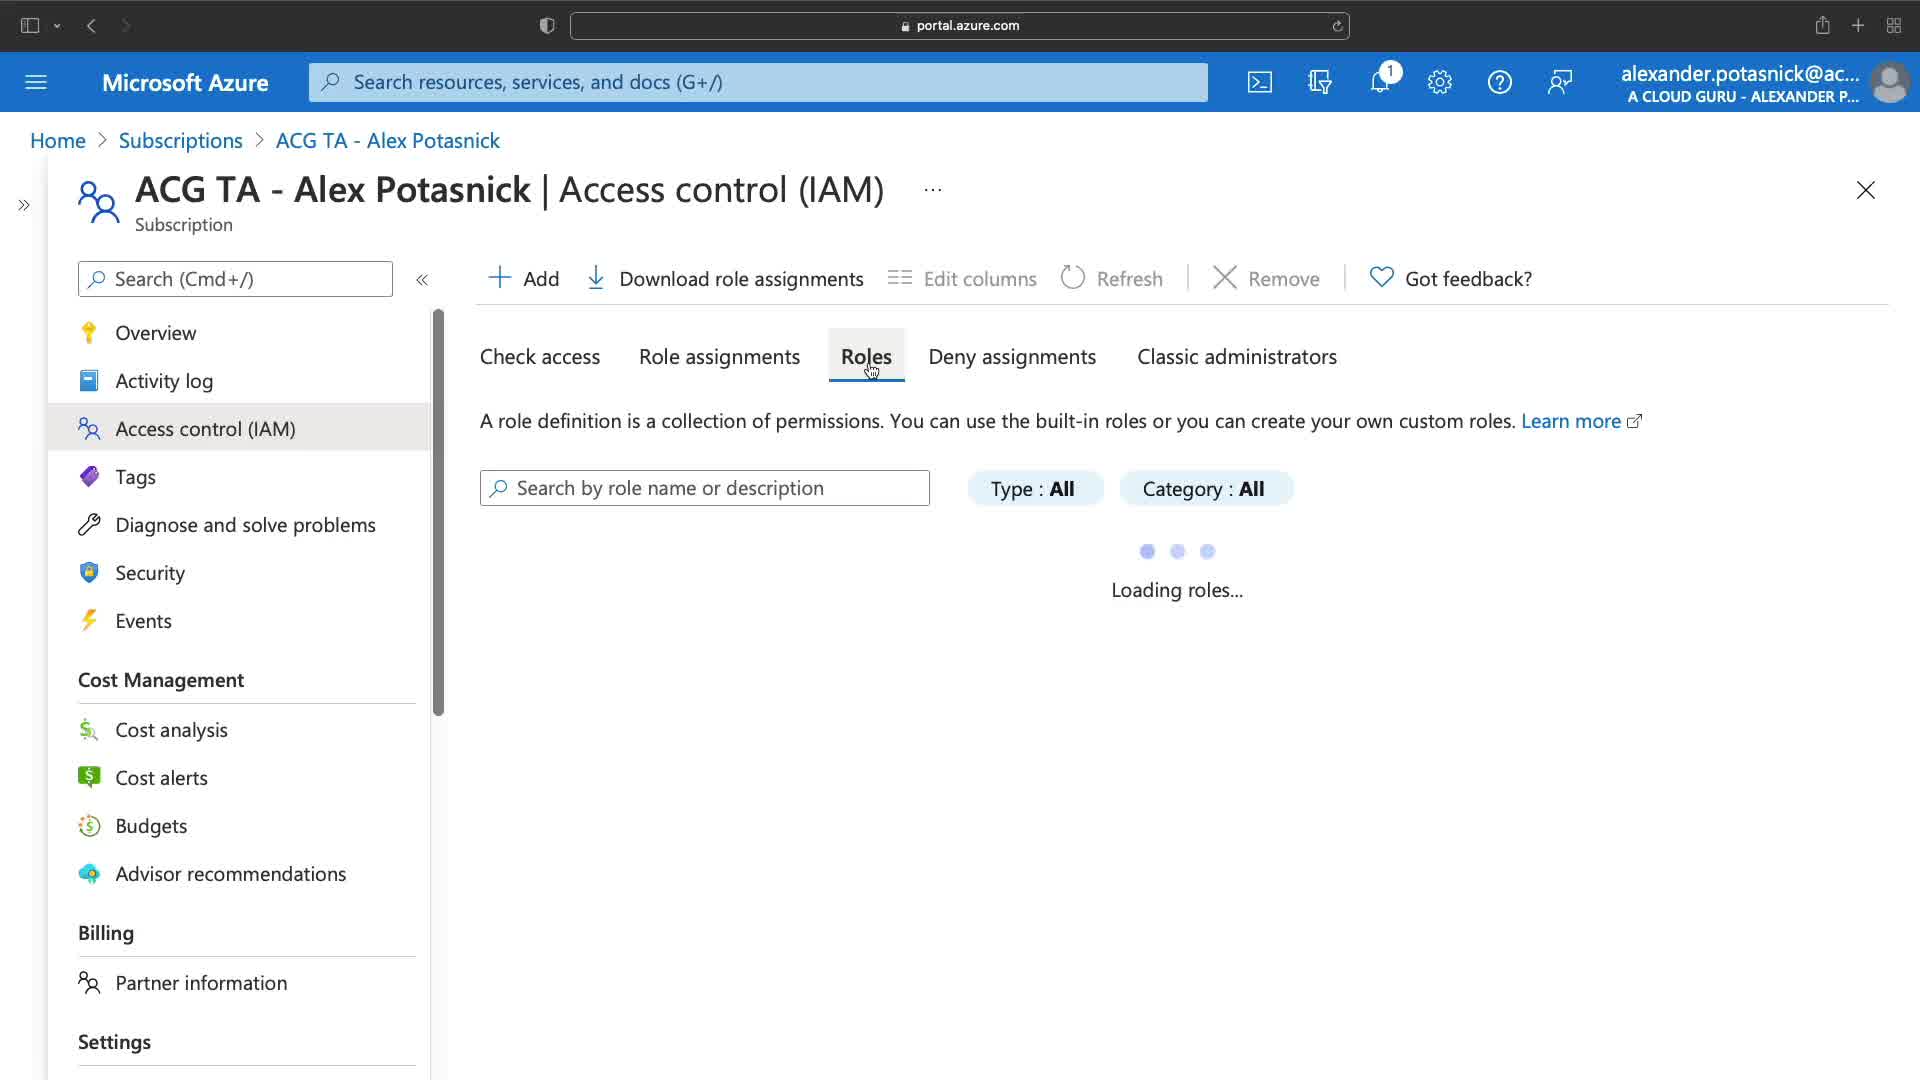 portal.azure.com
Microsoft Azure
Search resources, services, and docs (G+/)
1
alexander.potasnick@ac...
A CLOUD GURU - ALEXANDER P...
Home > Subscriptions > ACG TA - Alex Potasnick
ACG TA - Alex Potasnick | Access control (IAM) ...
Subscription
Search (Cmd+/)
Add
Download role assignments
Edit columns
Refresh
Remove
Got feedback?
Overview
Activity log
Access control (IAM)
Tags
Diagnose and solve problems
Security
Events
Cost Management
Cost analysis
Cost alerts
Budgets
Advisor recommendations
Billing
Partner information
Settings
Check access
Role assignments
Roles
Deny assignments
Classic administrators
A role definition is a collection of permissions. You can use the built-in roles or you can create your own custom roles. Learn more
Search by role name or description
Type : All
Category : All
Loading roles...